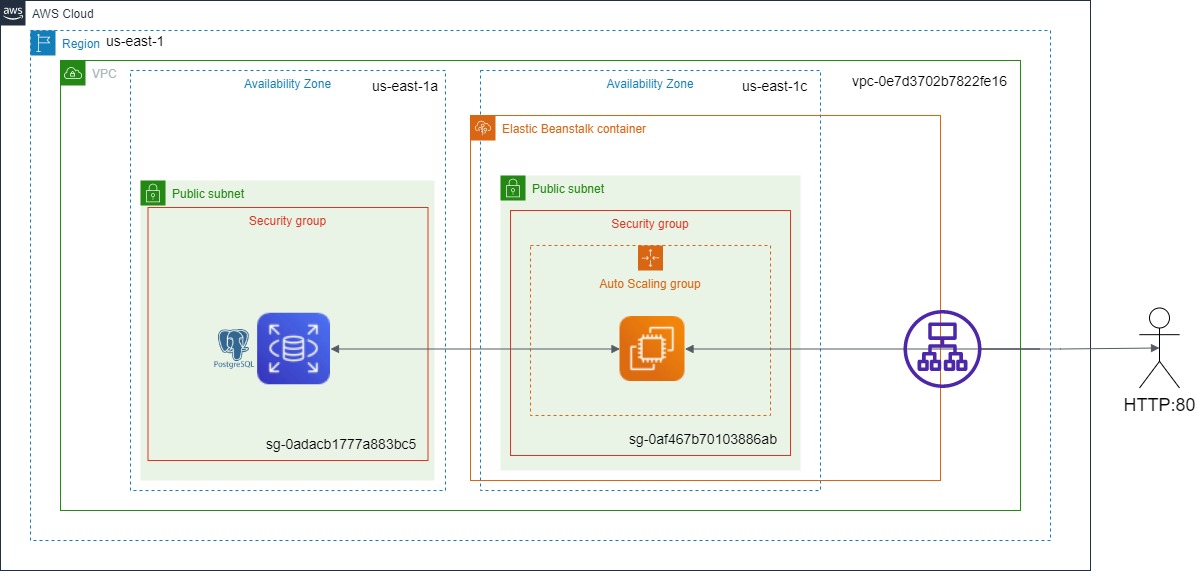 aws
AWS Cloud
Region us-east-1
VPC
Availability Zone
us-east-1a
Availability Zone
us-east-1c
vpc-0e7d3702b7822fe16
Elastic Beanstalk container
Public subnet
Security group
PostgreSQL
sg-0adacb1777a883bc5
Public subnet
Security group
Auto Scaling group
sg-0af467b70103886ab
HTTP:80